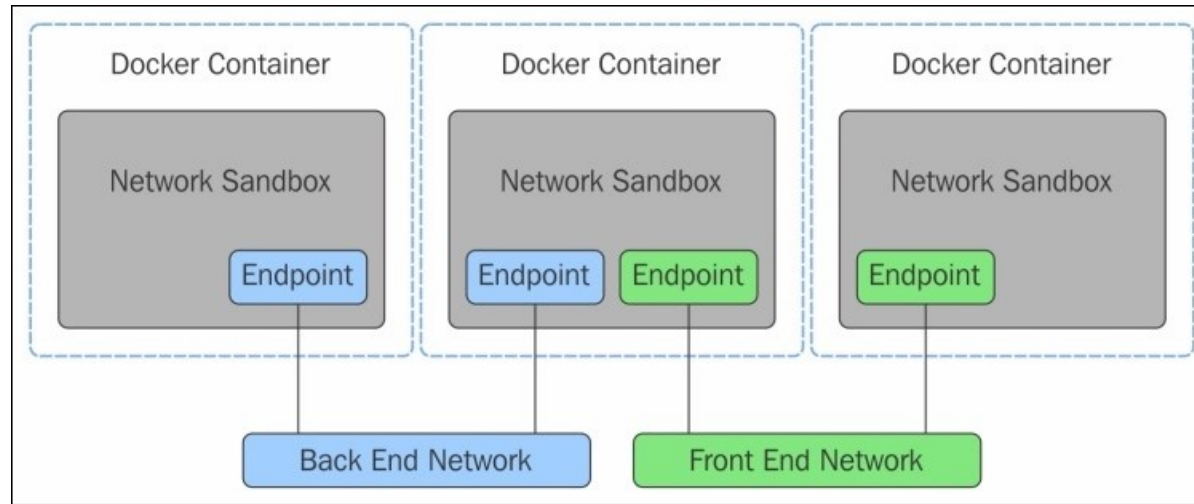 Docker Container
Docker Container
Docker Container
Network Sandbox
Network Sandbox
Network Sandbox
Endpoint
Endpoint
Endpoint
Endpoint
Back End Network
Front End Network